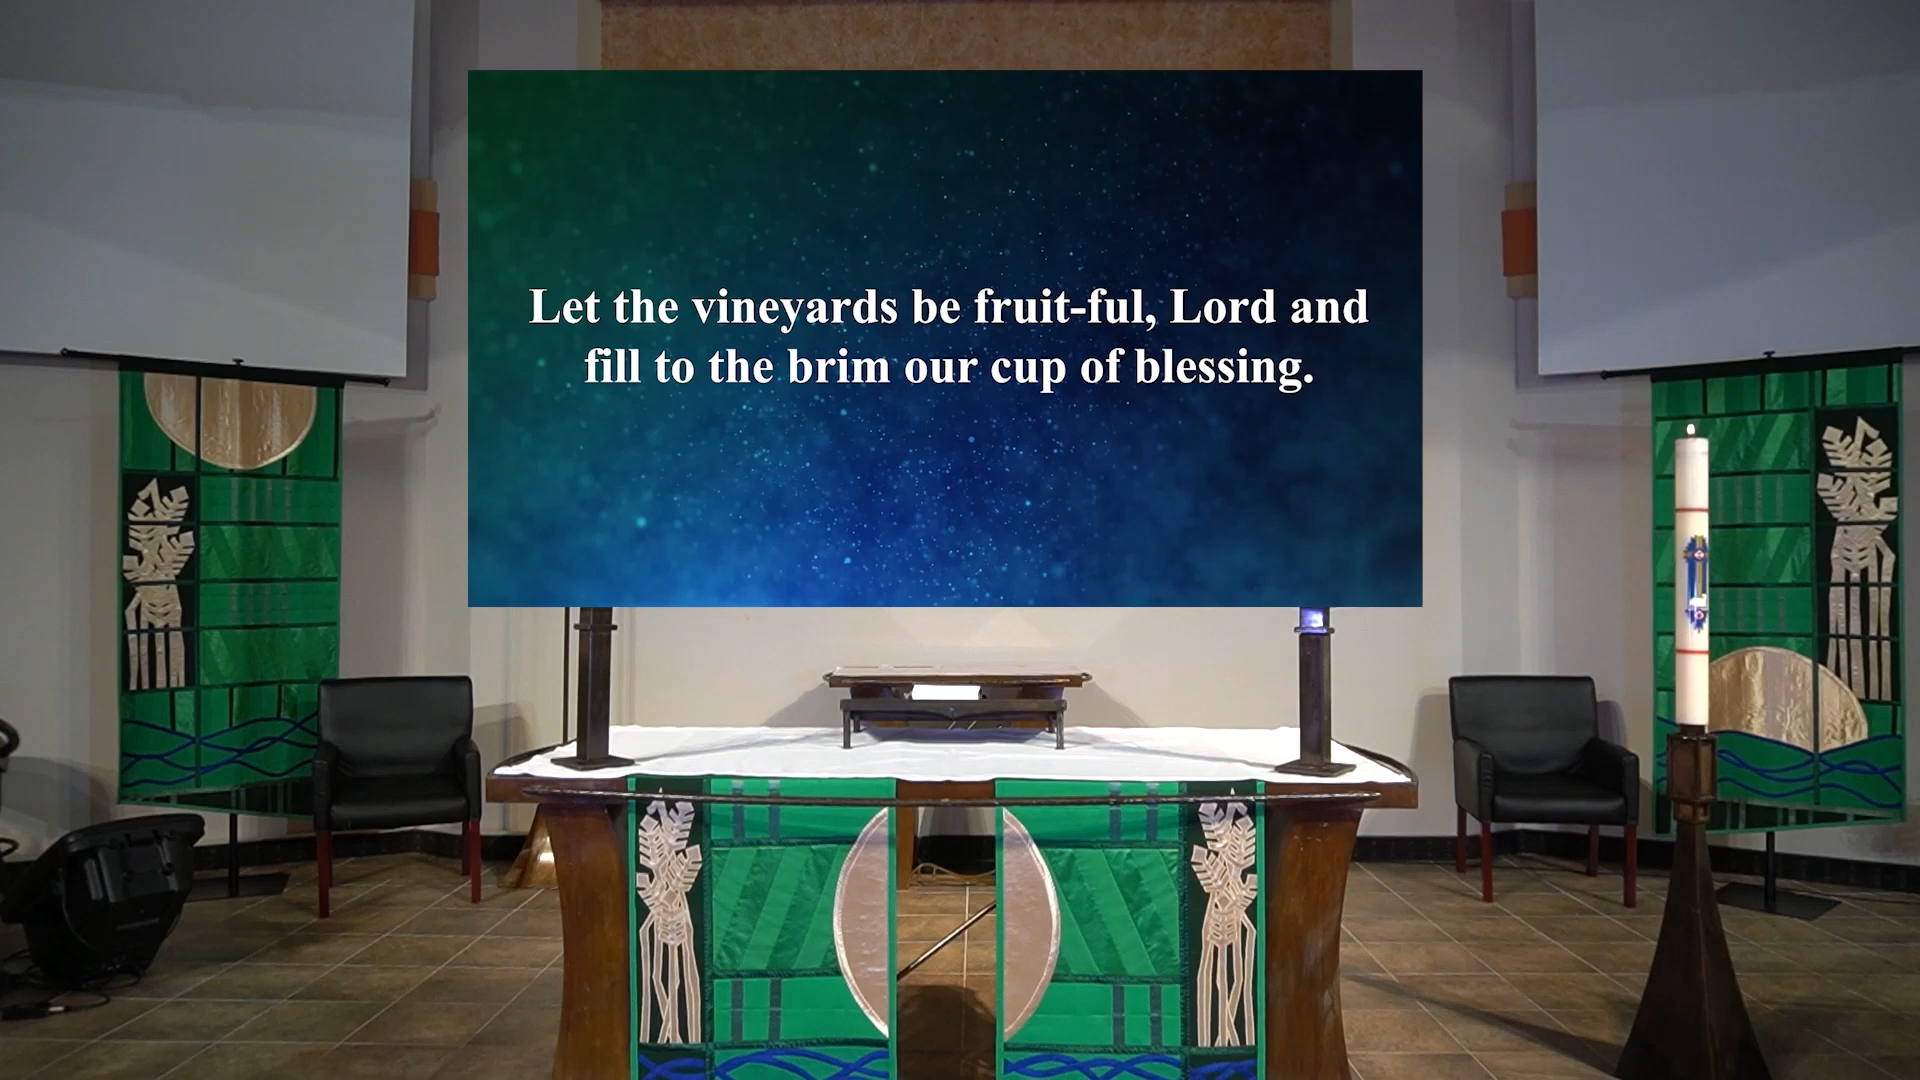 Let the vineyards be fruit-ful, Lord and
fill to the brim our cup of blessing.